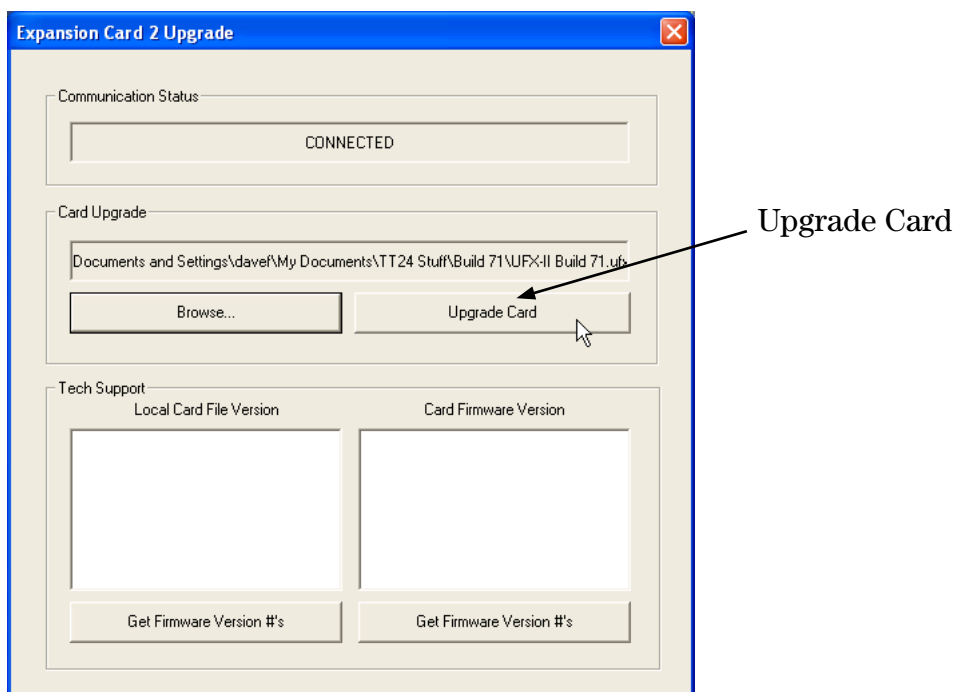 Expansion Card 2 Upgrade
Communication Status
CONNECTED
Card Upgrade
Documents and Settings\davef\My Documents\TT24 Stuff\Build 71\UFX-II Build 71.ufx
Browse...
Upgrade Card
Upgrade Card
Tech Support
Local Card File Version
Card Firmware Version
Get Firmware Version #'s
Get Firmware Version #'s